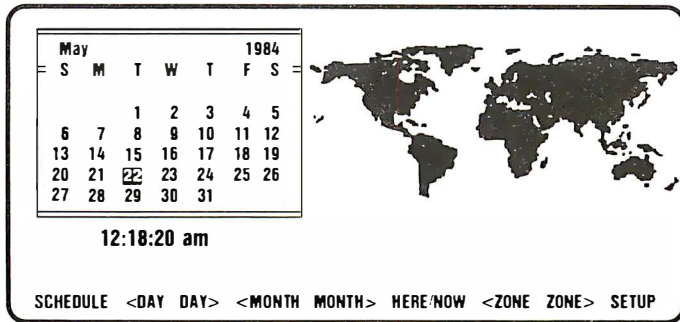 May 1984
S M T W T F S
1 2 3 4 5
6 7 8 9 10 11 12
13 14 15 16 17 18 19
20 21 22 23 24 25 26
27 28 29 30 31
12:18:20 am
SCHEDULE <DAY DAY> <MONTH MONTH> HERE/NOW <ZONE ZONE> SETUP